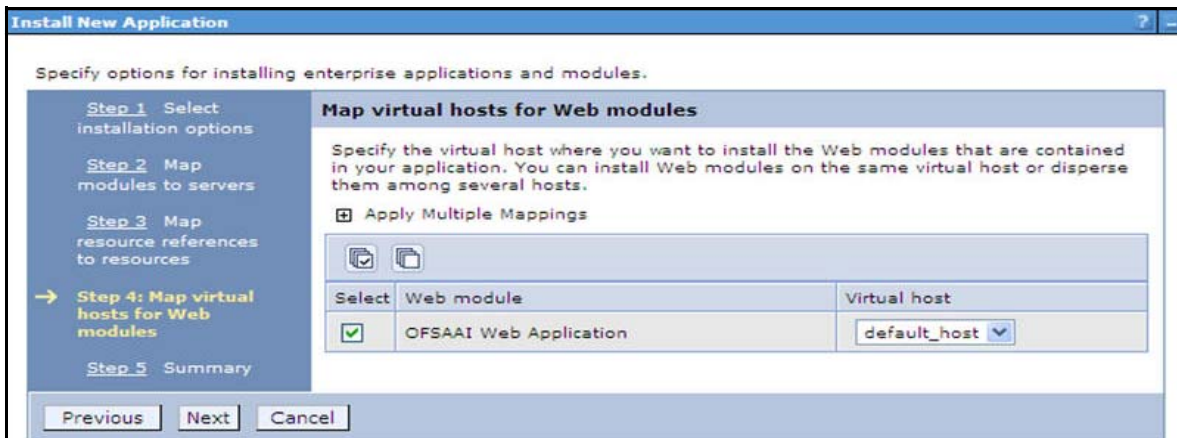 Install New Application
?
Specify options for installing enterprise applications and modules.
Step 1 Select
installation options
Step 2 Map
modules to servers
Step 3 Map
resource references
to resources
Step 4: Map virtual
hosts for Web
modules
Step 5 Summary
Map virtual hosts for Web modules
Specify the virtual host where you want to install the Web modules that are contained
in your application. You can install Web modules on the same virtual host or disperse
them among several hosts.
Apply Multiple Mappings
Select Web module Virtual host
OFSAAI Web Application default_host
Previous Next Cancel